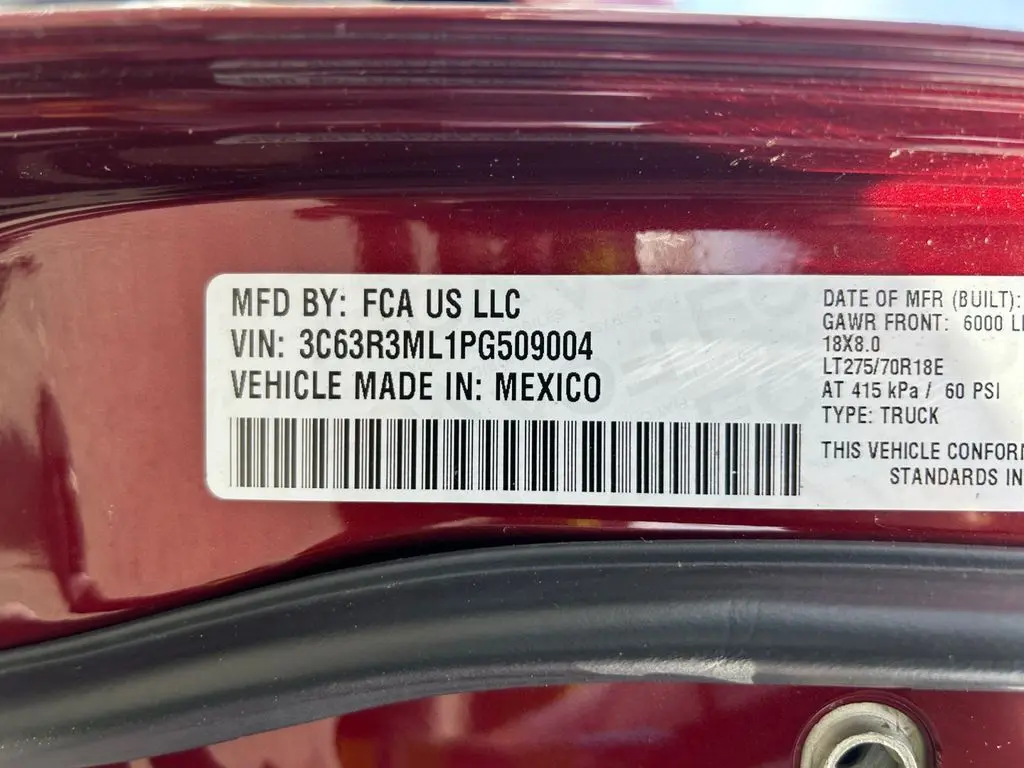 MFD BY: FCA US LLC
VIN: 3C63R3ML1PG509004
VEHICLE MADE IN: MEXICO
DATE OF MFR (BUILT):
GAWR FRONT: 6000
18X8.0
LT275/70R18E
AT 415 kPa / 60 PSI
TYPE: TRUCK
THIS VEHICLE
STANDARDS IN